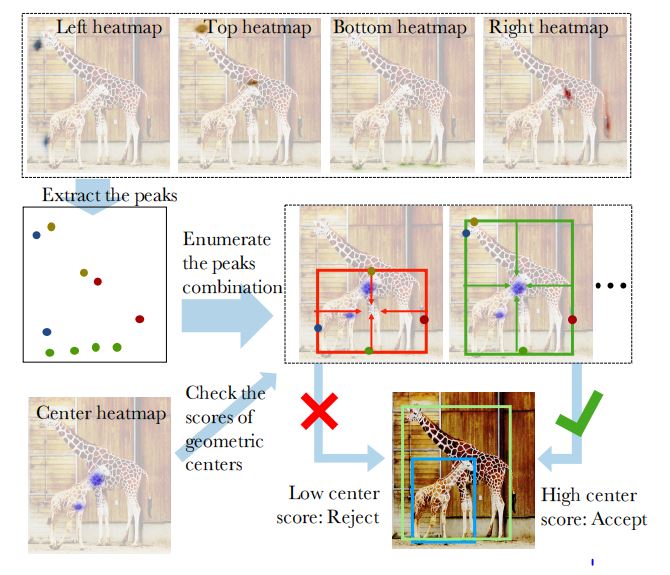 Left heatmap
Top heatmap
Bottom heatmap
Right heatmap
Extract the peaks
Enumerate
the peaks
combination
Center heatmap
Check the
scores of
geometric
centers
Low center
score: Reject
High center
score: Accept